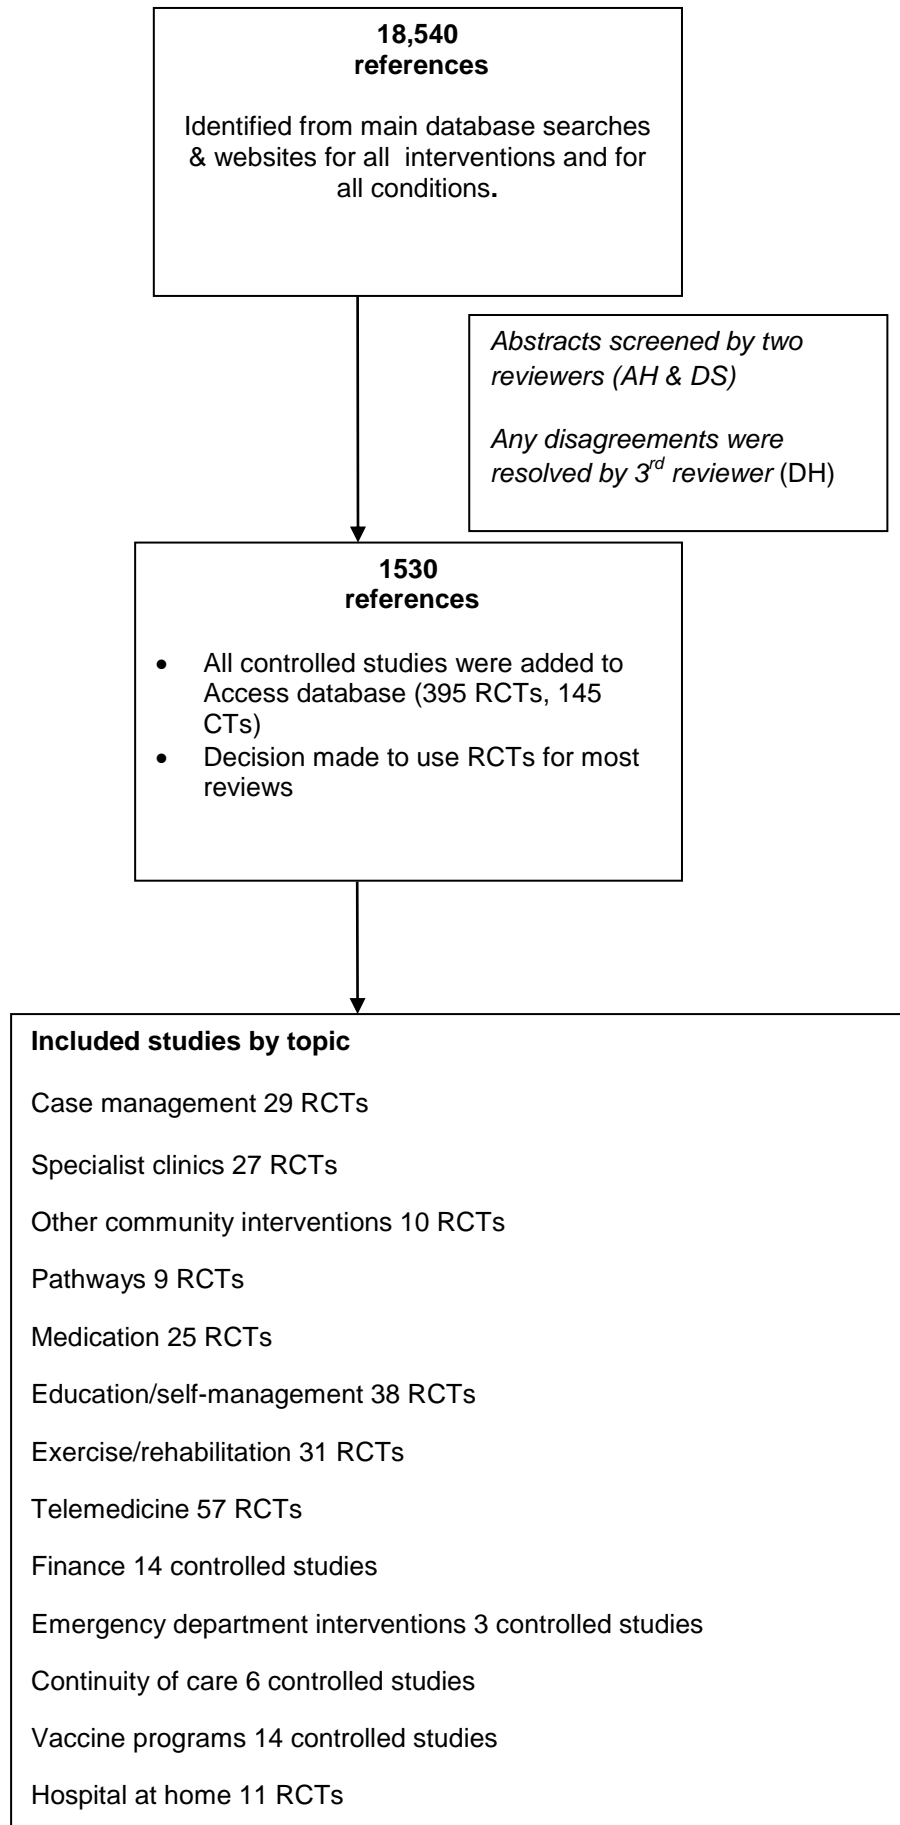 18,540
references
Identified from main database searches
& websites for all interventions and for
all conditions.
Abstracts screened by two
reviewers (AH & DS)
Any disagreements were
resolved by 3rd reviewer (DH)
1530
references
• All controlled studies were added to
Access database (395 RCTs, 145
CTs)
• Decision made to use RCTs for most
reviews
Included studies by topic
Case management 29 RCTs
Specialist clinics 27 RCTs
Other community interventions 10 RCTs
Pathways 9 RCTs
Medication 25 RCTs
Education/self-management 38 RCTs
Exercise/rehabilitation 31 RCTs
Telemedicine 57 RCTs
Finance 14 controlled studies
Emergency department interventions 3 controlled studies
Continuity of care 6 controlled studies
Vaccine programs 14 controlled studies
Hospital at home 11 RCTs